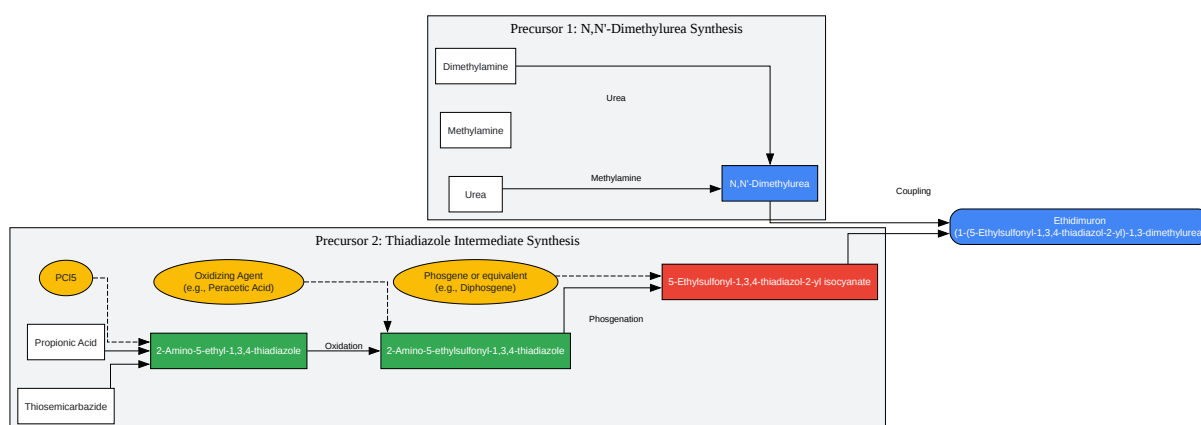 Precursor 1: N,N'-Dimethylurea Synthesis
Dimethylamine
Urea
Methylamine
Urea
Methylamine
N,N'-Dimethylurea
Coupling
Ethidimuron
(1-(5-Ethylsulfonyl-1,3,4-thiadiazol-2-yl)-1,3-dimethylurea
Precursor 2: Thiadiazole Intermediate Synthesis
PCl5
Oxidizing Agent
(e.g., Peracetic Acid)
Phosgene or equivalent
(e.g., Diphosgene)
5-Ethylsulfonyl-1,3,4-thiadiazol-2-yl isocyanate
Phosgenation
Propionic Acid
2-Amino-5-ethyl-1,3,4-thiadiazole
Oxidation
2-Amino-5-ethylsulfonyl-1,3,4-thiadiazole
Thiosemicarbazide